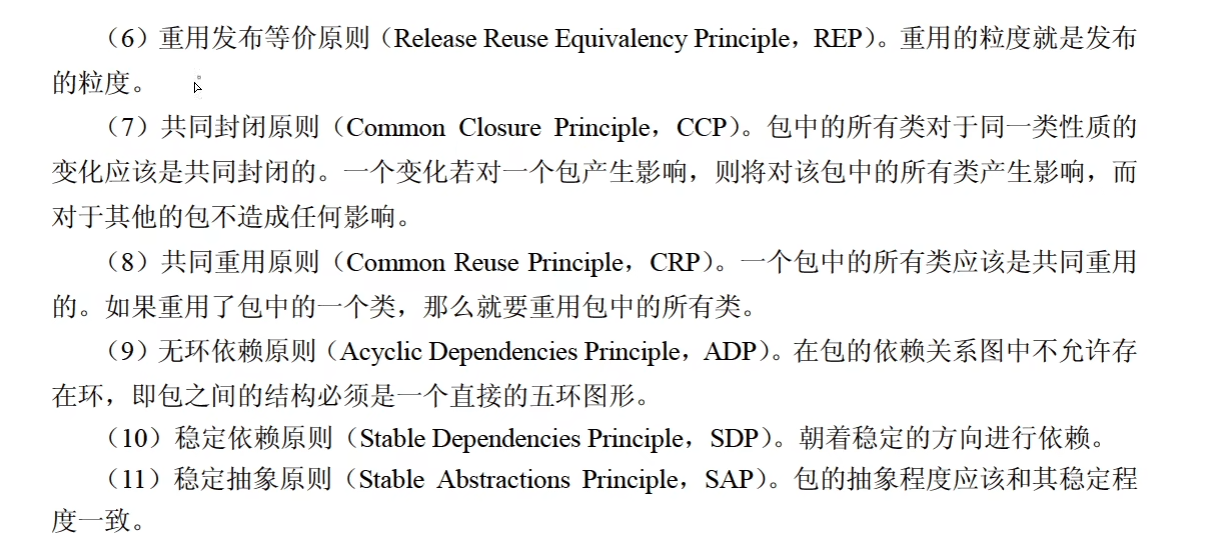 （6）重用发布等价原则（Release Reuse Equivalency Principle，REP）。重用的粒度就是发布
的粒度。
（7）共同封闭原则（Common Closure Principle，CCP）。包中的所有类对于同一类性质的
变化应该是共同封闭的。一个变化若对一个包产生影响，则将对该包中的所有类产生影响，而
对于其他的包不造成任何影响。
（8）共同重用原则（Common Reuse Principle，CRP）。一个包中的所有类应该是共同重用
的。如果重用了包中的一个类，那么就要重用包中的所有类。
（9）无环依赖原则（Acyclic Dependencies Principle，ADP）。在包的依赖关系图中不允许存
在环，即包之间的结构必须是一个直接的五环图形。
（10）稳定依赖原则（Stable Dependencies Principle，SDP）。朝着稳定的方向进行依赖。
（11）稳定抽象原则（Stable Abstractions Principle，SAP）。包的抽象程度应该和其稳定程
度一致。